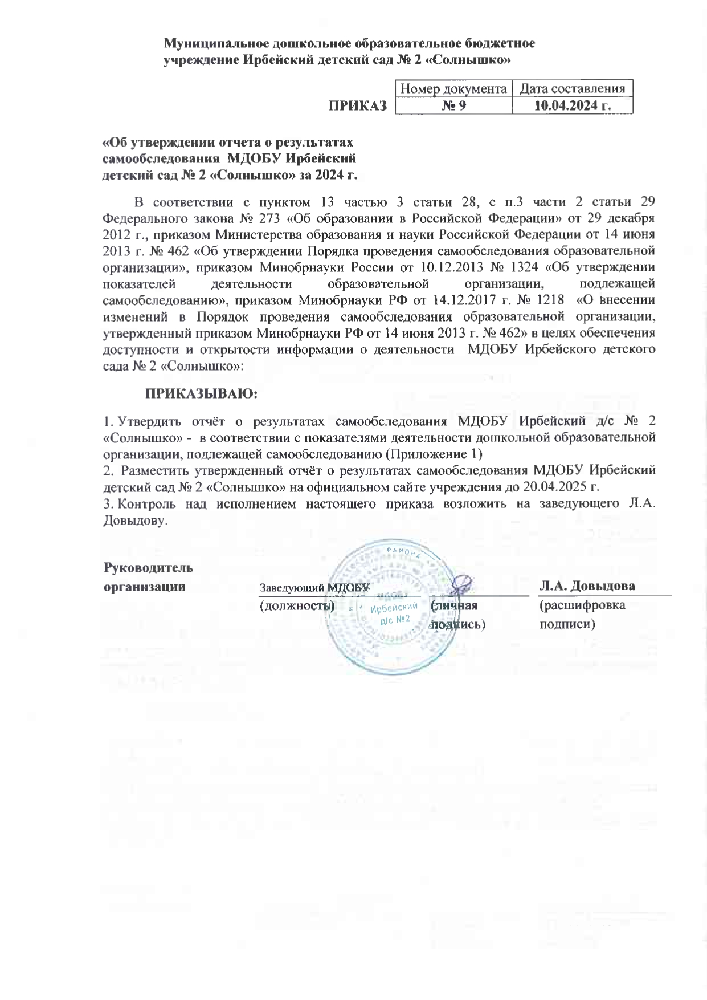 Муниципальное дошкольное образовательное бюджетное
учреждение Ирбейский детский сад № 2 «Солнышко»
Номер документа Дата составления
ПРИКАЗ № 9 10.04.2024 г.
«Об утверждении отчета о результатах
самообследования МДОБУ Ирбейский
детский сад № 2 «Солнышко» за 2024 г.
В соответствии с пунктом 13 частью 3 статьи 28, с п.3 части 2 статьи 29
Федерального закона № 273 «Об образовании в Российской Федерации» от 29 декабря
2012 г., приказом Министерства образования и науки Российской Федерации от 14 июня
2013 г. № 462 «Об утверждении Порядка проведения самообследования образовательной
организации», приказом Минобрнауки России от 10.12.2013 № 1324 «Об утверждении
показателей деятельности образовательной организации, подлежащей
самообследованию», приказом Минобрнауки РФ от 14.12.2017 г. № 1218 «О внесении
изменений в Порядок проведения самообследования образовательной организации,
утвержденный приказом Минобрнауки РФ от 14 июня 2013 г. № 462» в целях обеспечения
доступности и открытости информации о деятельности МДОБУ Ирбейского детского
сада № 2 «Солнышко»:
ПРИКАЗЫВАЮ:
1. Утвердить отчёт о результатах самообследования МДОБУ Ирбейский д/с № 2
«Солнышко» - в соответствии с показателями деятельности дошкольной образовательной
организации, подлежащей самообследованию (Приложение 1)
2. Разместить утвержденный отчёт о результатах самообследования МДОБУ Ирбейский
детский сад № 2 «Солнышко» на официальном сайте учреждения до 20.04.2025 г.
3. Контроль над исполнением настоящего приказа возложить на заведующего Л.А.
Довыдову.
Руководитель
организации Заведующий МДОБУ Л.А. Довыдова
(должность) (личная (расшифровка
подпись) подписи)
РАЙОНА
МДОБУ
Ирбейский
д/с №2